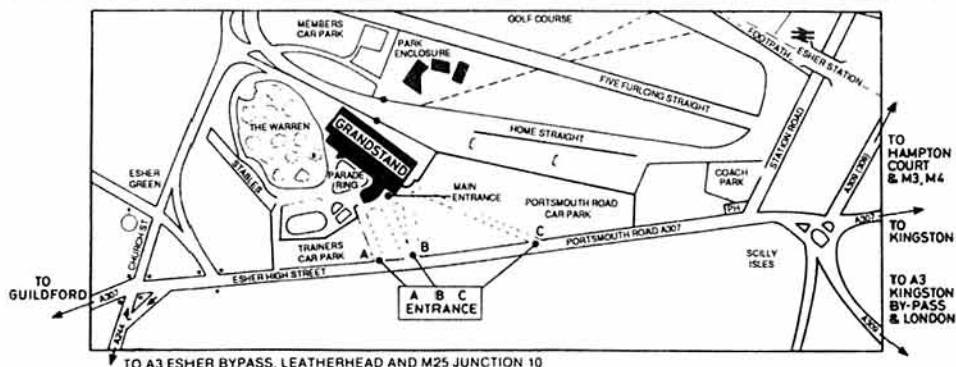 MEMBERS
CAR PARK
GOLF COURSE
PARK
ENCLOSURE
FOOTPATH
ESHER STATION
FIVE FURLONG STRAIGHT
THE WARREN
GRANDSTAND
HOME STRAIGHT
STATION ROAD
TO
HAMPTON
COURT
& M3, M4
A309 (308)
STABLES
PARADE
RING
MAIN
ENTRANCE
COACH
PARK
ESHER
GREEN
PORTSMOUTH ROAD
CAR PARK
PH
A307
TO
KINGSTON
CHURCH ST
TRAINERS
CAR PARK
A
B
C
PORTSMOUTH ROAD A307
SCILLY
ISLES
TO
GUILDFORD
A307
ESHER HIGH STREET
A B C
ENTRANCE
TO A3
KINGSTON
BY-PASS
& LONDON
A244
A309
TO A3 ESHER BYPASS, LEATHERHEAD AND M25 JUNCTION 10